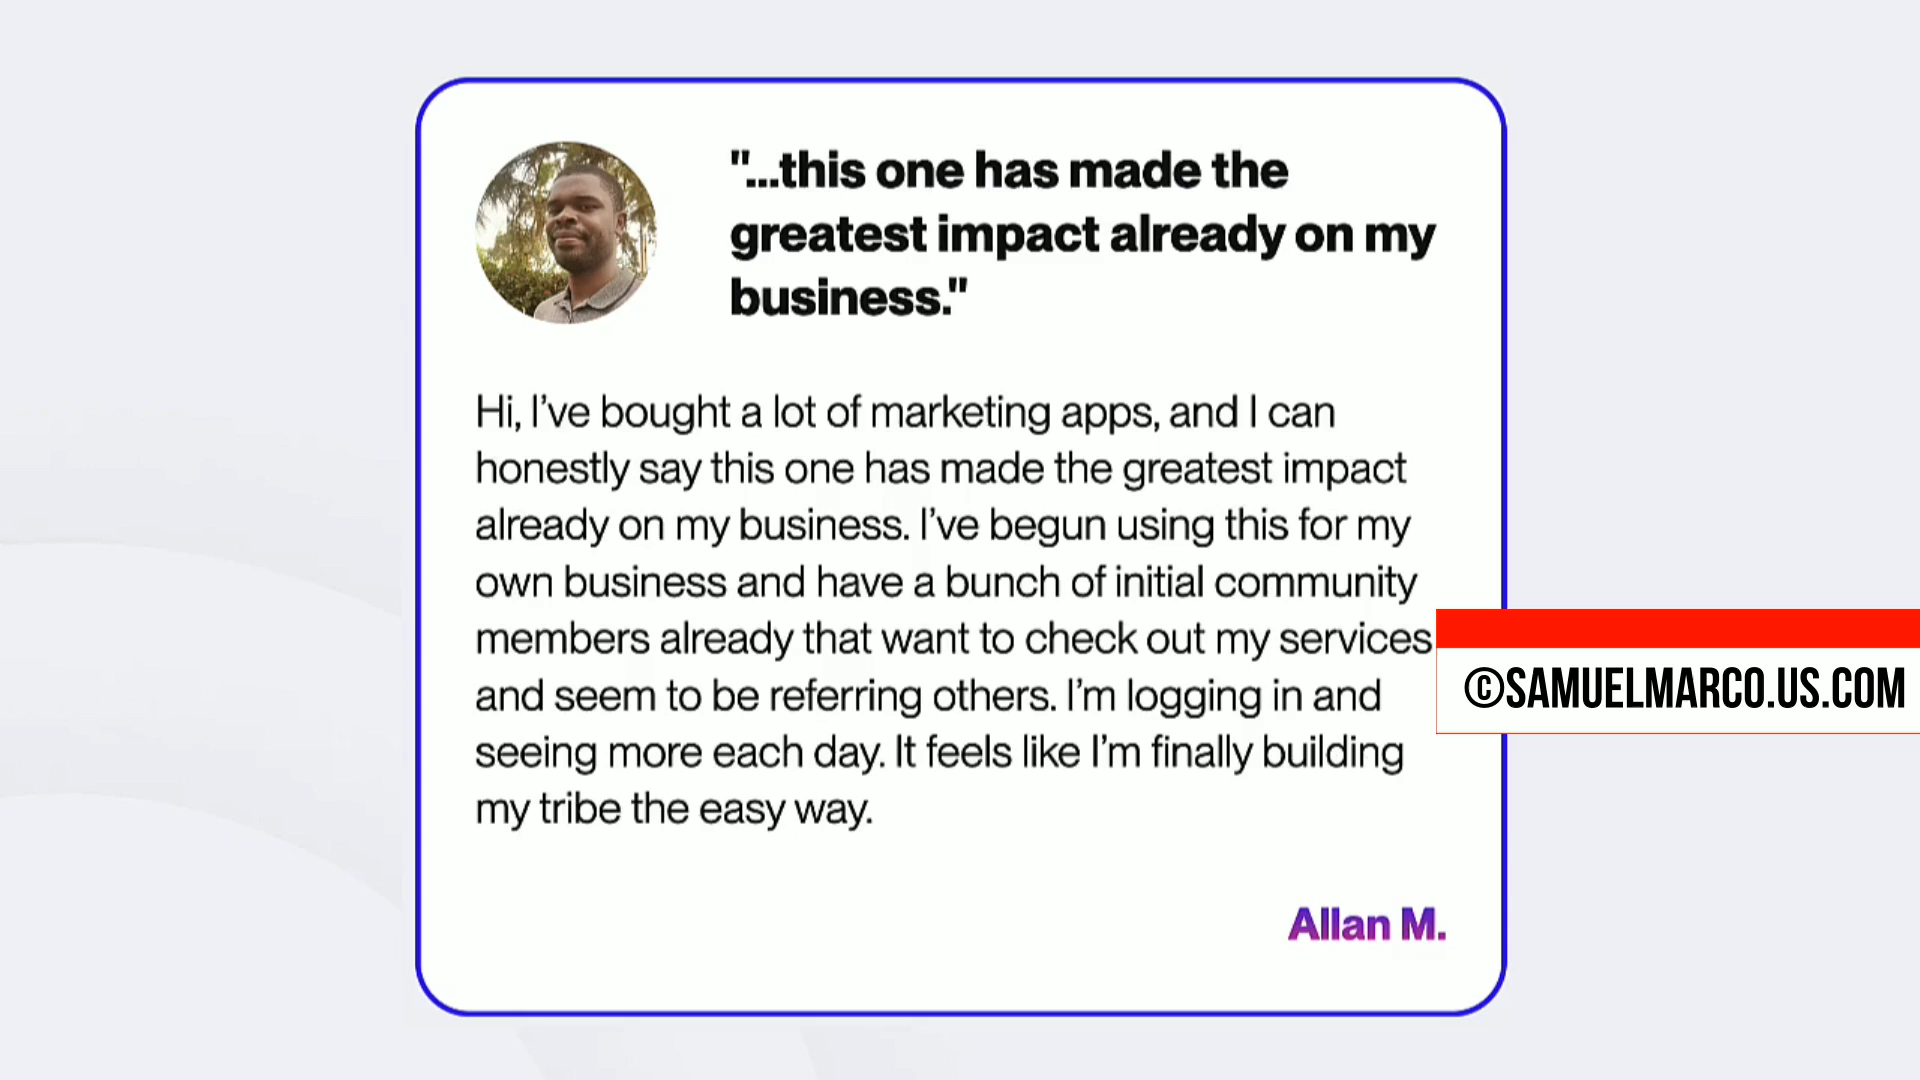 "...this one has made the
greatest impact already on my
business."
Hi, I’ve bought a lot of marketing apps, and I can
honestly say this one has made the greatest impact
already on my business. I’ve begun using this for my
own business and have a bunch of initial community
members already that want to check out my services
and seem to be referring others. I’m logging in and
seeing more each day. It feels like I’m finally building
my tribe the easy way.
Allan M.
©SAMUELMARCO.US.COM